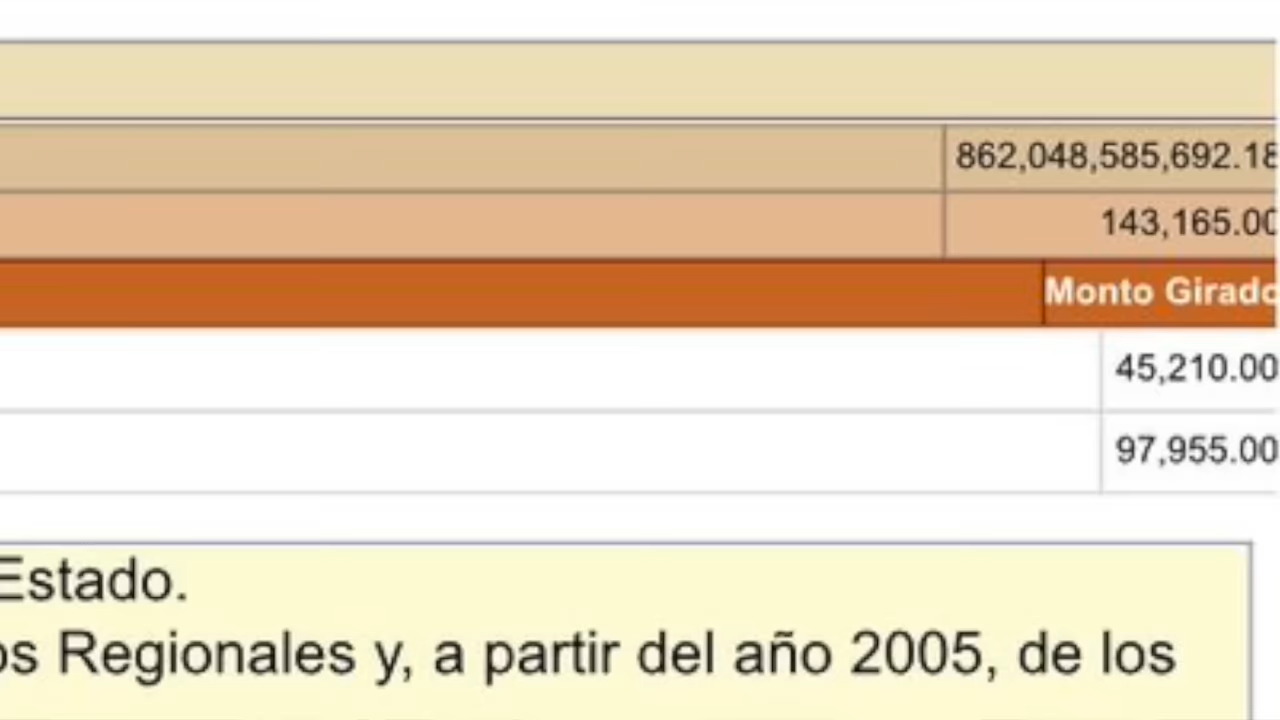 862,048,585,692.18
143,165.00
Monto Girado
45,210.00
97,955.00
Estado.
os Regionales y, a partir del año 2005, de los